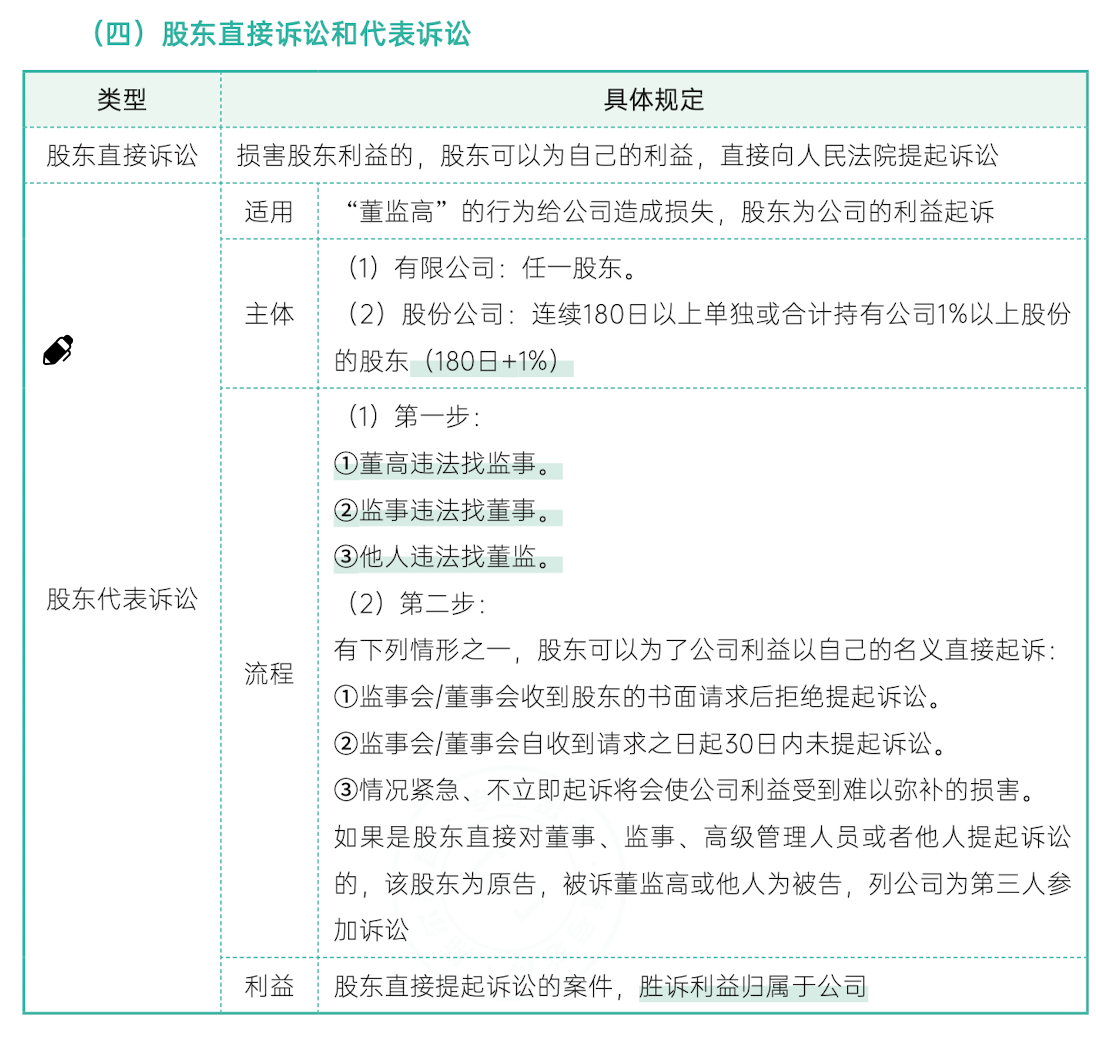 （四）股东直接诉讼和代表诉讼
类型
具体规定
股东直接诉讼
损害股东利益的，股东可以为自己的利益，直接向人民法院提起诉讼
股东代表诉讼
适用
“董监高”的行为给公司造成损失，股东为公司的利益起诉
主体
（1）有限公司：任一股东。
（2）股份公司：连续180日以上单独或合计持有公司1%以上股份
的股东（180日+1%）
流程
（1）第一步：
①董高违法找监事。
②监事违法找董事。
③他人违法找董监。
（2）第二步：
有下列情形之一，股东可以为了公司利益以自己的名义直接起诉：
①监事会/董事会收到股东的书面请求后拒绝提起诉讼。
②监事会/董事会自收到请求之日起30日内未提起诉讼。
③情况紧急、不立即起诉将会使公司利益受到难以弥补的损害。
如果是股东直接对董事、监事、高级管理人员或者他人提起诉讼
的，该股东为原告，被诉董监高或他人为被告，列公司为第三人参
加诉讼
利益
股东直接提起诉讼的案件，胜诉利益归属于公司